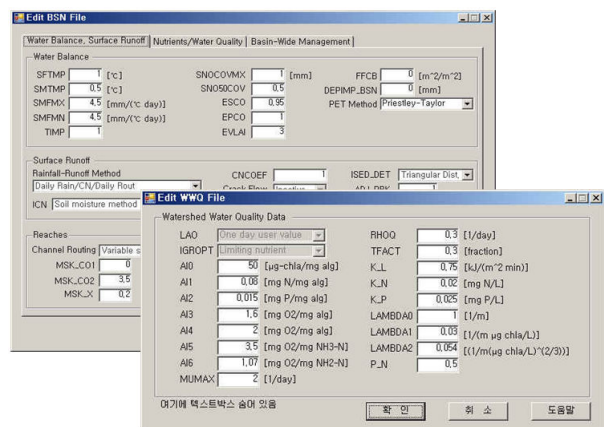 Edit BSN File
Water Balance, Surface Runoff Nutrients/Water Quality Basin-Wide Management
Water Balance
SFTMP 1 [℃] SNOCOVMX 1 [mm] FFCB 0 [m^2/m^2]
SMTMP 0,5 [℃] SNO50COV 0,5 DEPIMP_BSN 0 [mm]
SMFMX 4,5 [mm/(℃ day)] ESCO 0,95 PET Method Priestley-Taylor
SMFMN 4,5 [mm/(℃ day)] EPCO 1
TIMP 1 EVLAI 3
Surface Runoff
Rainfall-Runoff Method CNCOEF 1 ISED_DET Triangular Dist,
Daily Rain/CN/Daily Rout Crack Flow Inactive ADJ_PRK 1
ICN Soil moisture method
Reaches
Channel Routing Variable s
MSK_CO1 0
MSK_CO2 3,5
MSK_X 0,2
Edit WWQ File
Watershed Water Quality Data
LAO One day user value RHOQ 0,3 [1/day]
IGROPT Limiting nutrient TFACT 0,3 [fraction]
AI0 50 [μg-chla/mg alg] K_L 0,75 [kJ/(m^2 min)]
AI1 0,08 [mg N/mg alg] K_N 0,02 [mg N/L]
AI2 0,015 [mg P/mg alg] K_P 0,025 [mg P/L]
AI3 1,6 [mg O2/mg alg] LAMBDA0 1 [1/m]
AI4 2 [mg O2/mg alg] LAMBDA1 0,03 [1/(m μg chla/L)]
AI5 3,5 [mg O2/mg NH3-N] LAMBDA2 0,054 [(1/m(μg chla/L)^(2/3))]
AI6 1,07 [mg O2/mg NH2-N] P_N 0,5
MUMAX 2 [1/day]
여기에 텍스트박스 숨어 있음
확 인 취 소 도움말